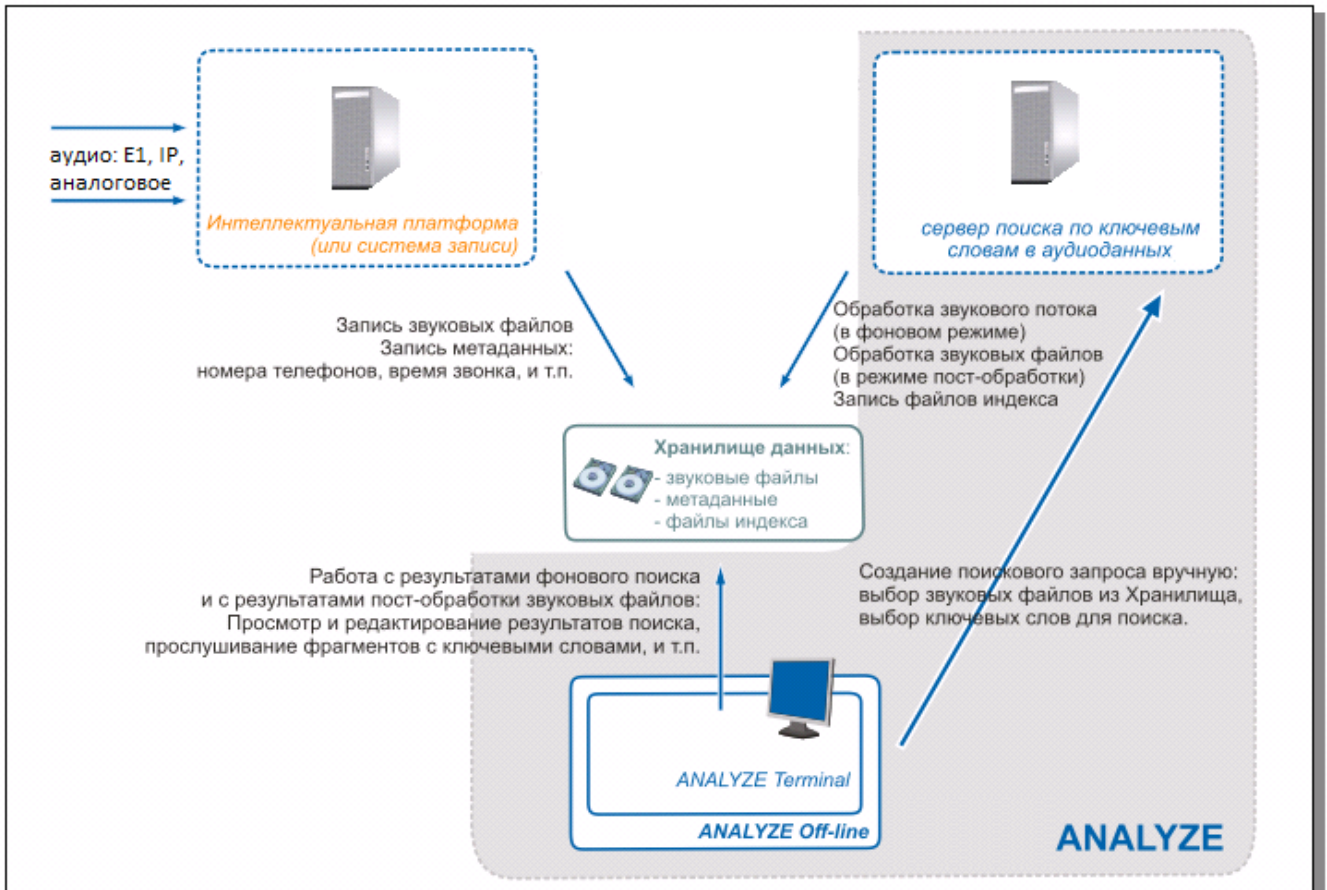 аудио: E1, IP,
аналоговое
Интеллектуальная платформа
(или система записи)
сервер поиска по ключевым
словам в аудиоданных
Запись звуковых файлов
Запись метаданных:
номера телефонов, время звонка, и т.п.
Обработка звукового потока
(в фоновом режиме)
Обработка звуковых файлов
(в режиме пост-обработки)
Запись файлов индекса
Хранилище данных:
- звуковые файлы
- метаданные
- файлы индекса
Работа с результатами фонового поиска
и с результатами пост-обработки звуковых файлов:
Просмотр и редактирование результатов поиска,
прослушивание фрагментов с ключевыми словами, и т.п.
Создание поискового запроса вручную:
выбор звуковых файлов из Хранилища,
выбор ключевых слов для поиска.
ANALYZE Terminal
ANALYZE Off-line
ANALYZE